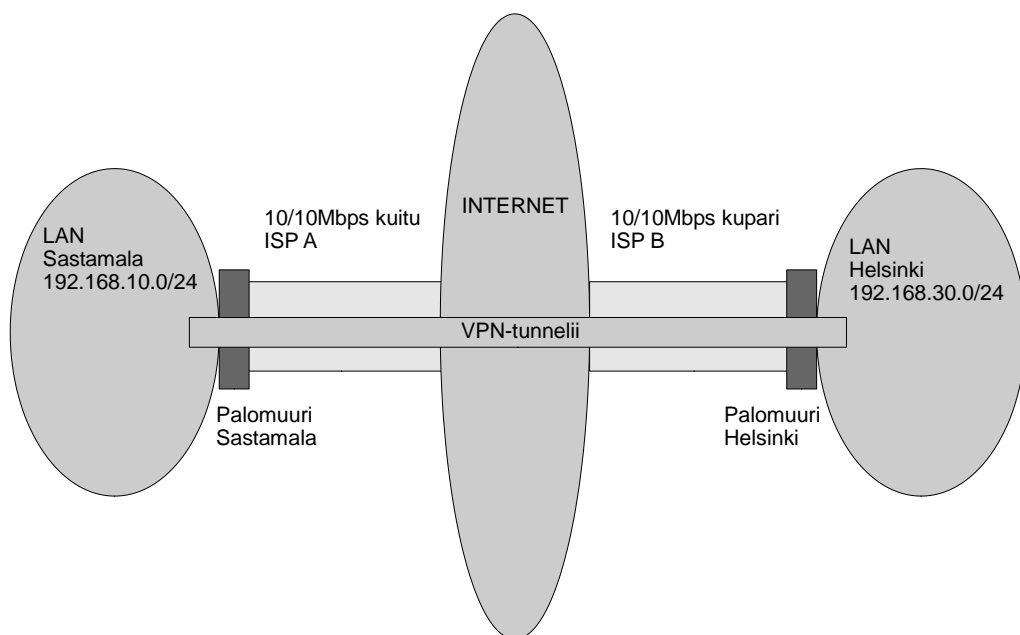 LAN
Sastamala
192.168.10.0/24
10/10Mbps kuitu
ISP A
INTERNET
10/10Mbps kupari
ISP B
LAN
Helsinki
192.168.30.0/24
VPN-tunnelii
Palomuuri
Sastamala
Palomuuri
Helsinki